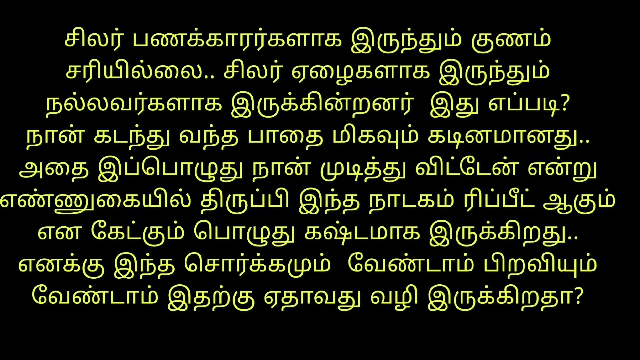 சிலர் பணக்காரர்களாக இருந்தும் குணம்
சரியில்லை.. சிலர் ஏழைகளாக இருந்தும்
நல்லவர்களாக இருக்கின்றனர் இது எப்படி?
நான் கடந்து வந்த பாதை மிகவும் கடினமானது..
அதை இப்பொழுது நான் முடித்து விட்டேன் என்று
எண்ணுகையில் திருப்பி இந்த நாடகம் ரிப்பீட் ஆகும்
என கேட்கும் பொழுது கஷ்டமாக இருக்கிறது..
எனக்கு இந்த சொர்க்கமும் வேண்டாம் பிறவியும்
வேண்டாம் இதற்கு ஏதாவது வழி இருக்கிறதா?